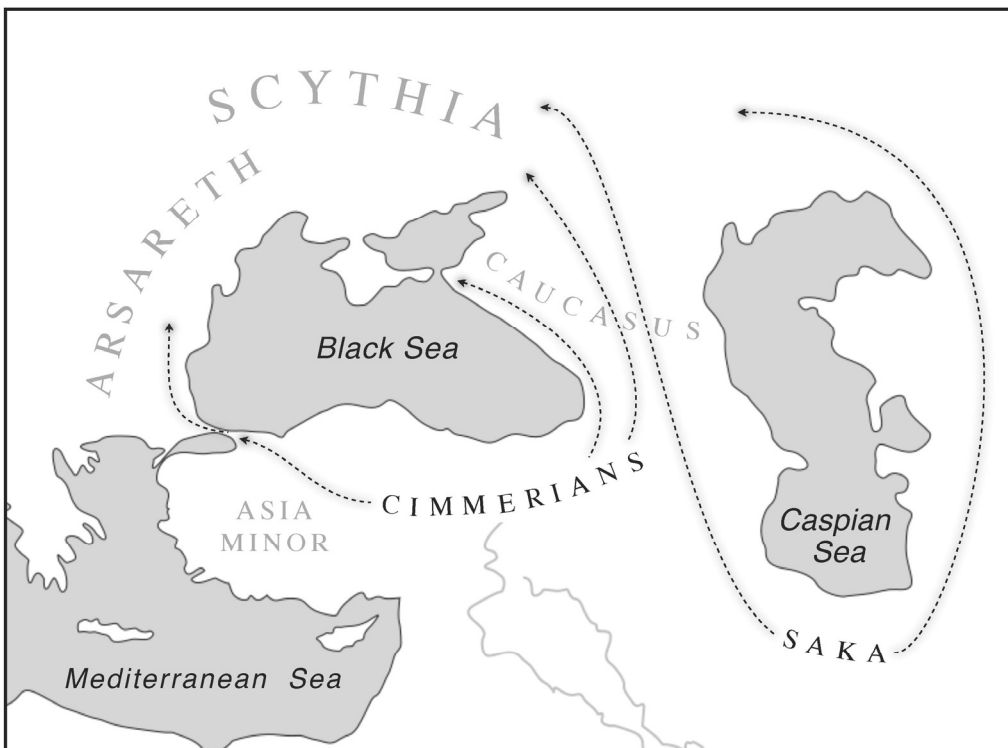 SCYTHIA
ARSARETH
CAUCASUS
Black Sea
CIMMERIANS
ASIA
MINOR
Caspian
Sea
SAKA
Mediterranean Sea